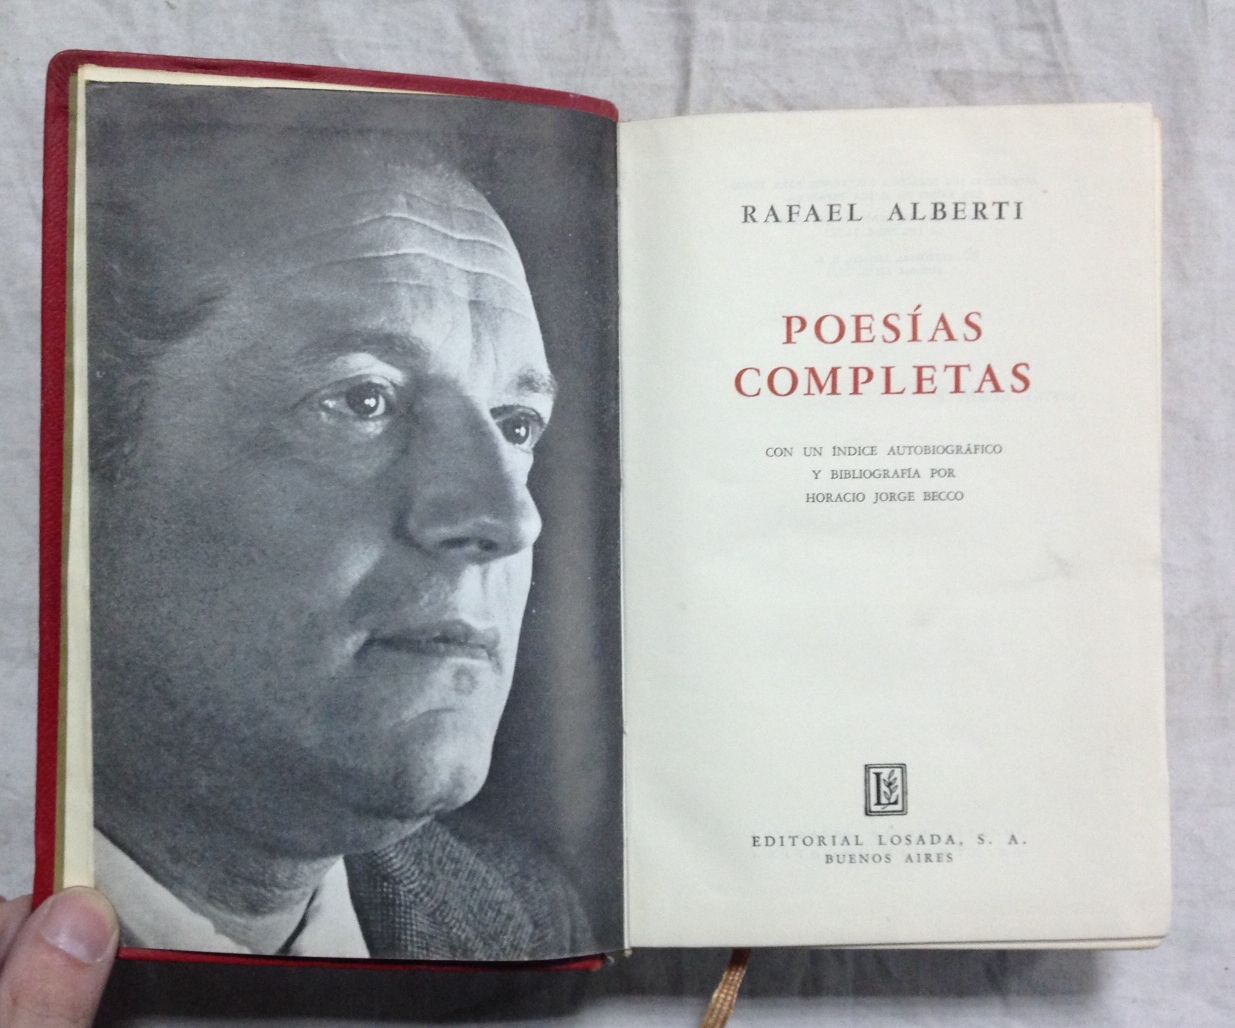 RAFAEL ALBERTI
POESÍAS
COMPLETAS
CON UN ÍNDICE AUTOBIOGRÁFICO
Y BIBLIOGRAFÍA POR
HORACIO JORGE BECCO
L
EDITORIAL LOSADA, S. A.
BUENOS AIRES